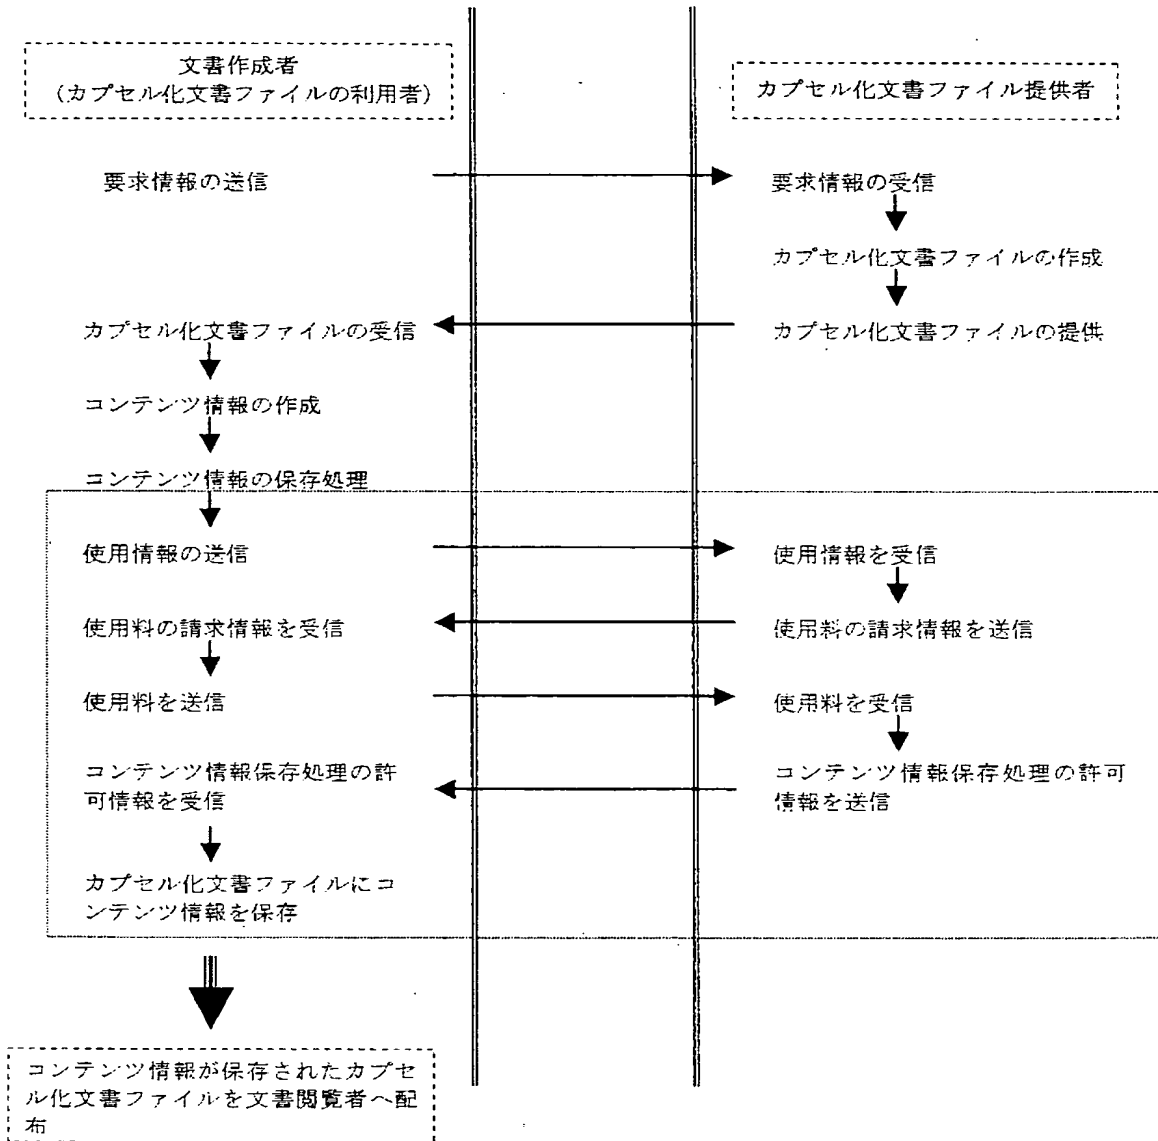 文書作成者
(カプセル化文書ファイルの利用者)
カプセル化文書ファイル提供者
要求情報の送信
要求情報の受信
カプセル化文書ファイルの作成
カプセル化文書ファイルの受信
カプセル化文書ファイルの提供
コンテンツ情報の作成
コンテンツ情報の保存処理
使用情報の送信
使用情報を受信
使用料の請求情報を受信
使用料の請求情報を送信
使用料を送信
使用料を受信
コンテンツ情報保存処理の許
可情報を受信
コンテンツ情報保存処理の許可
情報を送信
カプセル化文書ファイルにコ
ンテンツ情報を保存
コンテンツ情報が保存されたカプセ
ル化文書ファイルを文書閲覧者へ配
布